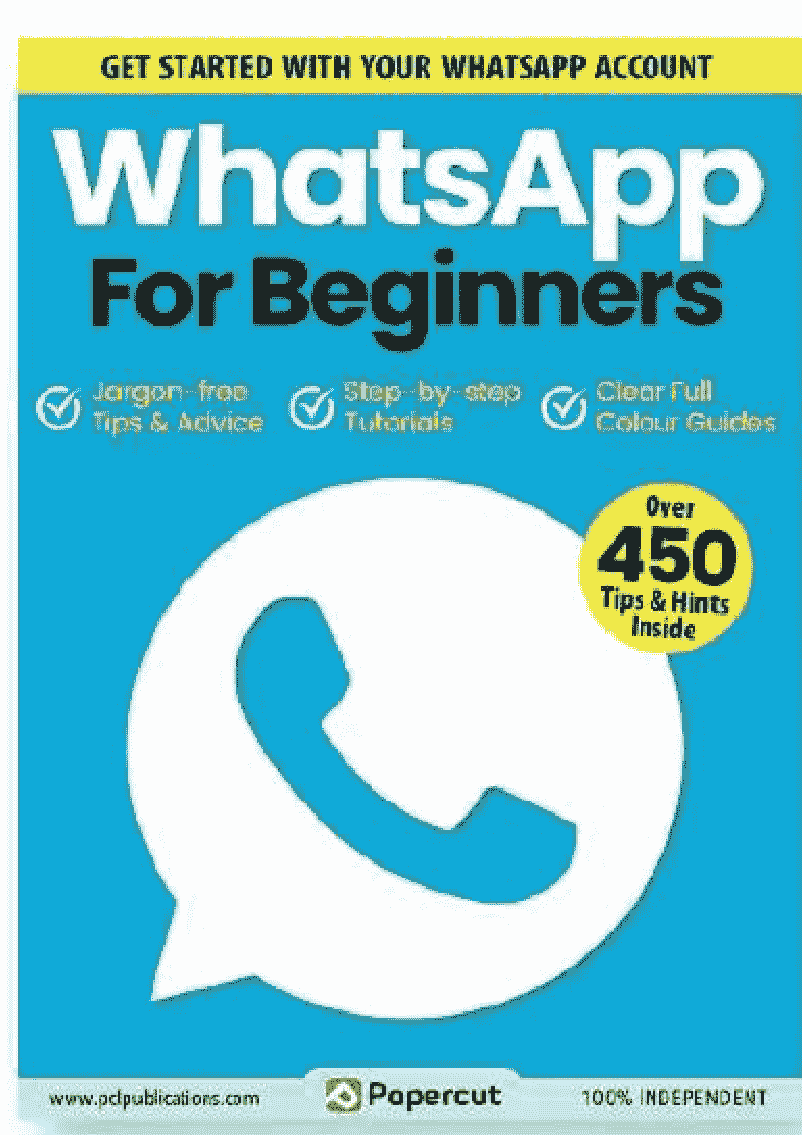 GET STARTED WITH YOUR WHATSAPP ACCOUNT
WhatsApp
For Beginners
Jargon-free
Tips & Advice
Step-by-step
Tutorials
Clear Full
Colour Guides
Over
450
Tips & Hints
Inside
www.pclpublications.com
Papercut
100% INDEPENDENT